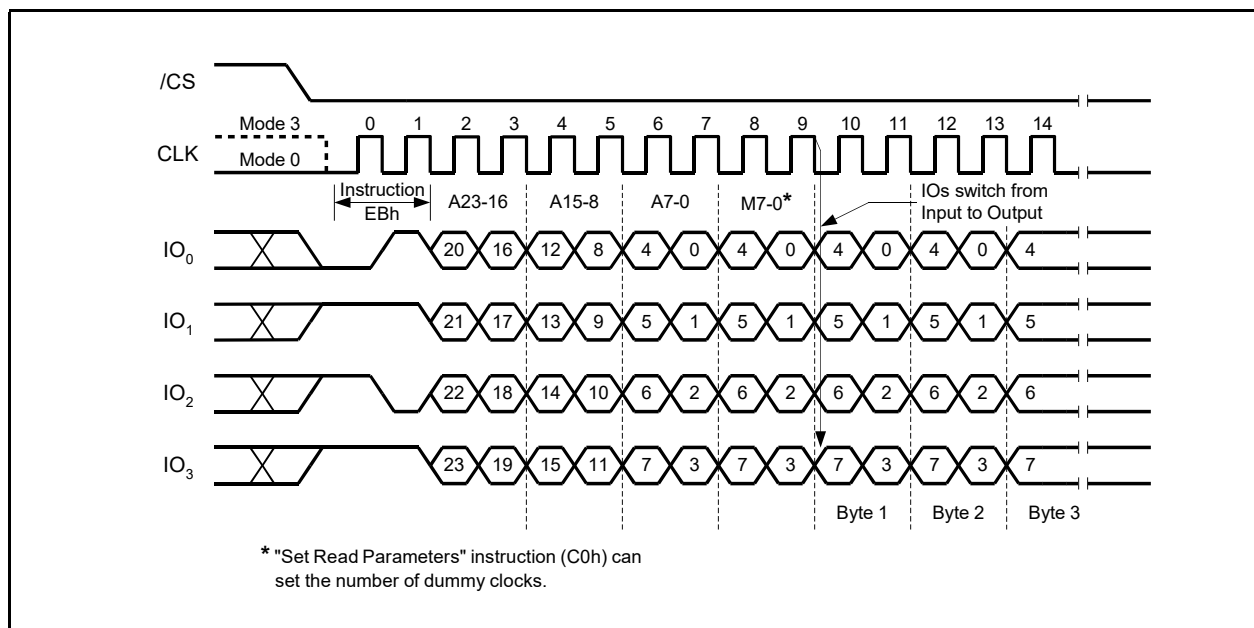 /CS
Mode 3 0 1 2 3 4 5 6 7 8 9 10 11 12 13 14
CLK Mode 0
Instruction IOs switch from
EBh A23-16 A15-8 A7-0 M7-0* Input to Output
IO0 20 16 12 8 4 0 4 0 4 0 4 0 4
IO1 21 17 13 9 5 1 5 1 5 1 5 1 5
IO2 22 18 14 10 6 2 6 2 6 2 6 2 6
IO3 23 19 15 11 7 3 7 3 7 3 7 3 7
Byte 1 Byte 2 Byte 3
* "Set Read Parameters" instruction (C0h) can
set the number of dummy clocks.